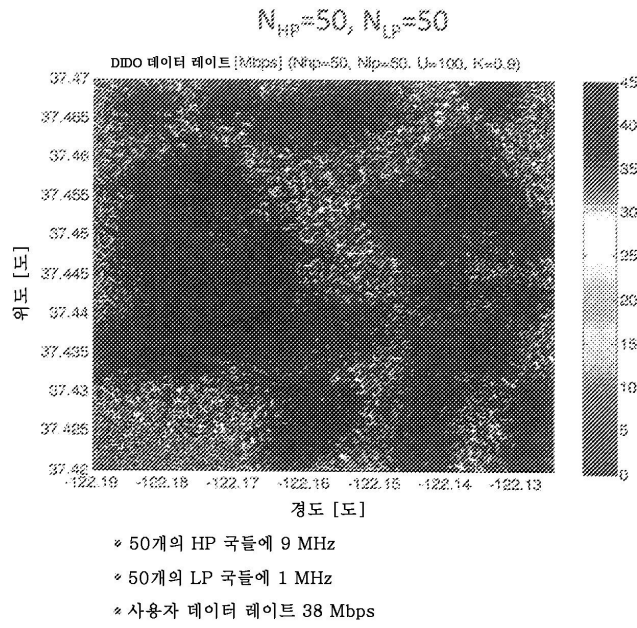 N_HP=50, N_LP=50
DIDO 데이터 레이트 [Mbps] (Nhp=50, Nlp=50. U=100, K=0.9)
37.47
37.465
37.46
37.455
37.45
37.445
37.44
37.435
37.43
37.425
37.42
위도 [도]
-122.19 -122.18 -122.17 -122.16 -122.15 -122.14 -122.13
경도 [도]
45
40
35
30
25
20
15
10
5
0
50개의 HP 국들에 9 MHz
50개의 LP 국들에 1 MHz
사용자 데이터 레이트 38 Mbps